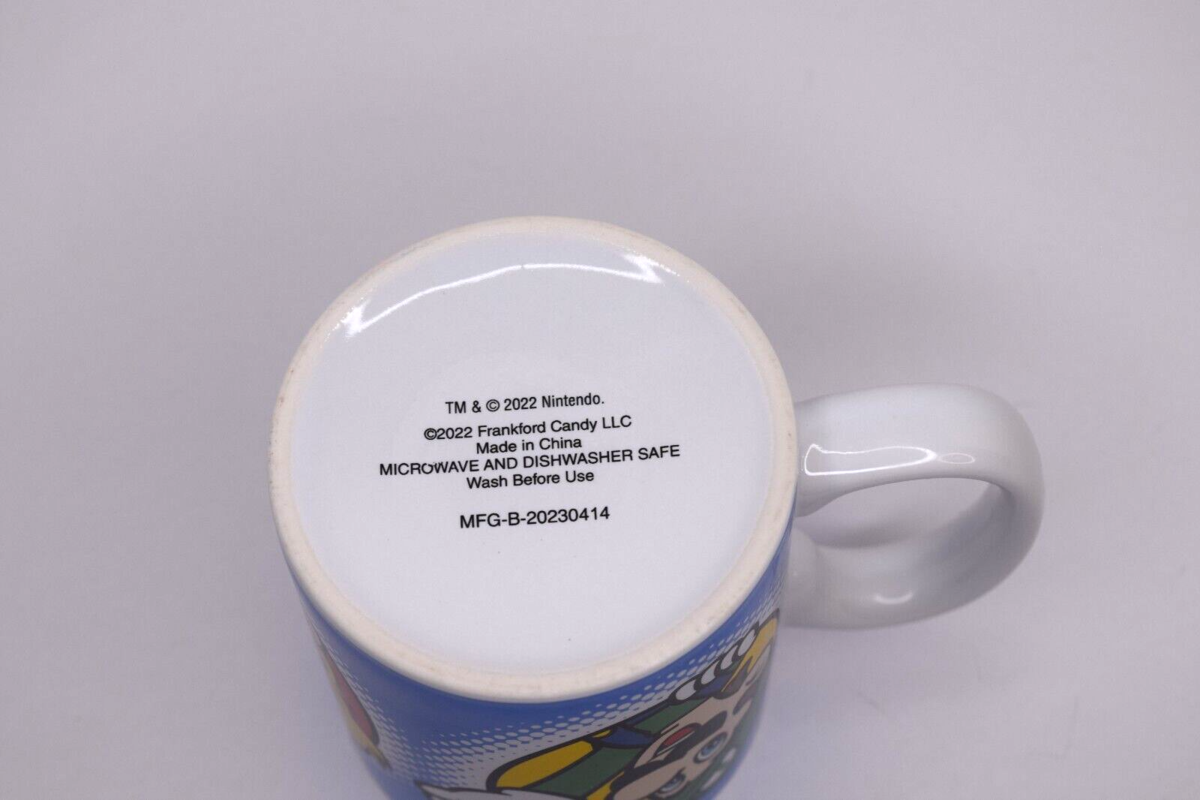 TM & © 2022 Nintendo.
©2022 Frankford Candy LLC
Made in China
MICROWAVE AND DISHWASHER SAFE
Wash Before Use
MFG-B-20230414